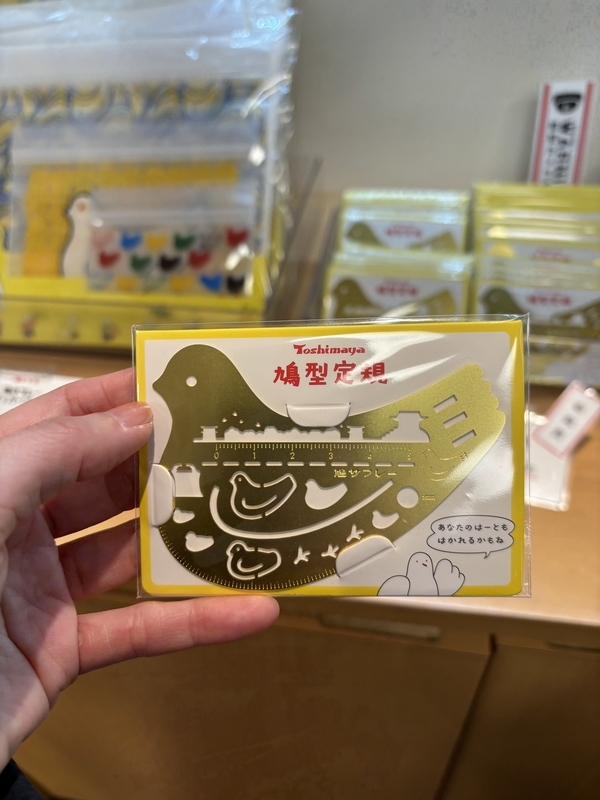 Toshimaya
鳩型定規
0 1 2 3 4 5
鳩サブレー
あなたのはーとも
はかれるかもね